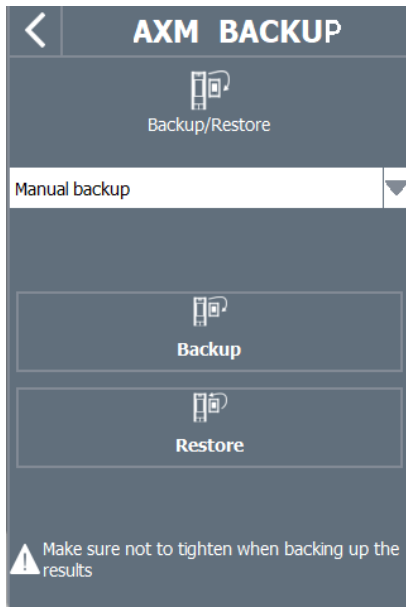 AXM BACKUP
Backup/Restore
Manual backup
Backup
Restore
Make sure not to tighten when backing up the
results